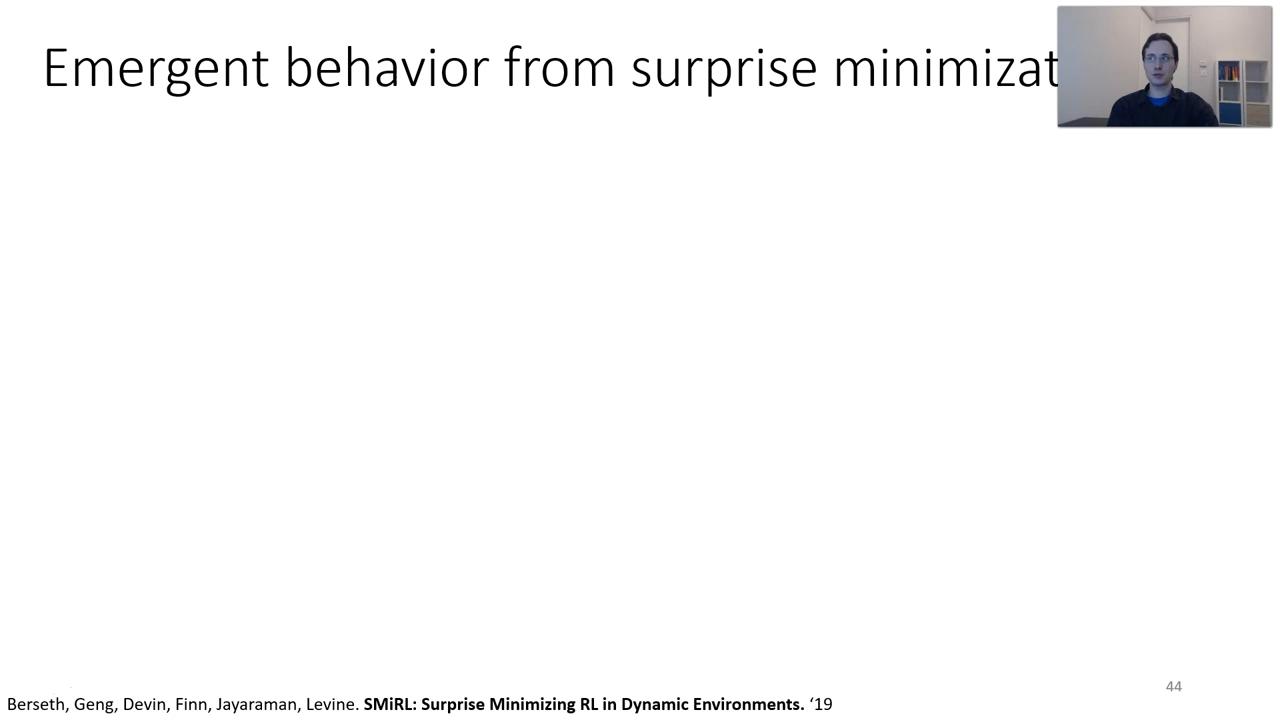 Emergent behavior from surprise minimizat
44
Berseth, Geng, Devin, Finn, Jayaraman, Levine. SMiRL: Surprise Minimizing RL in Dynamic Environments. ‘19